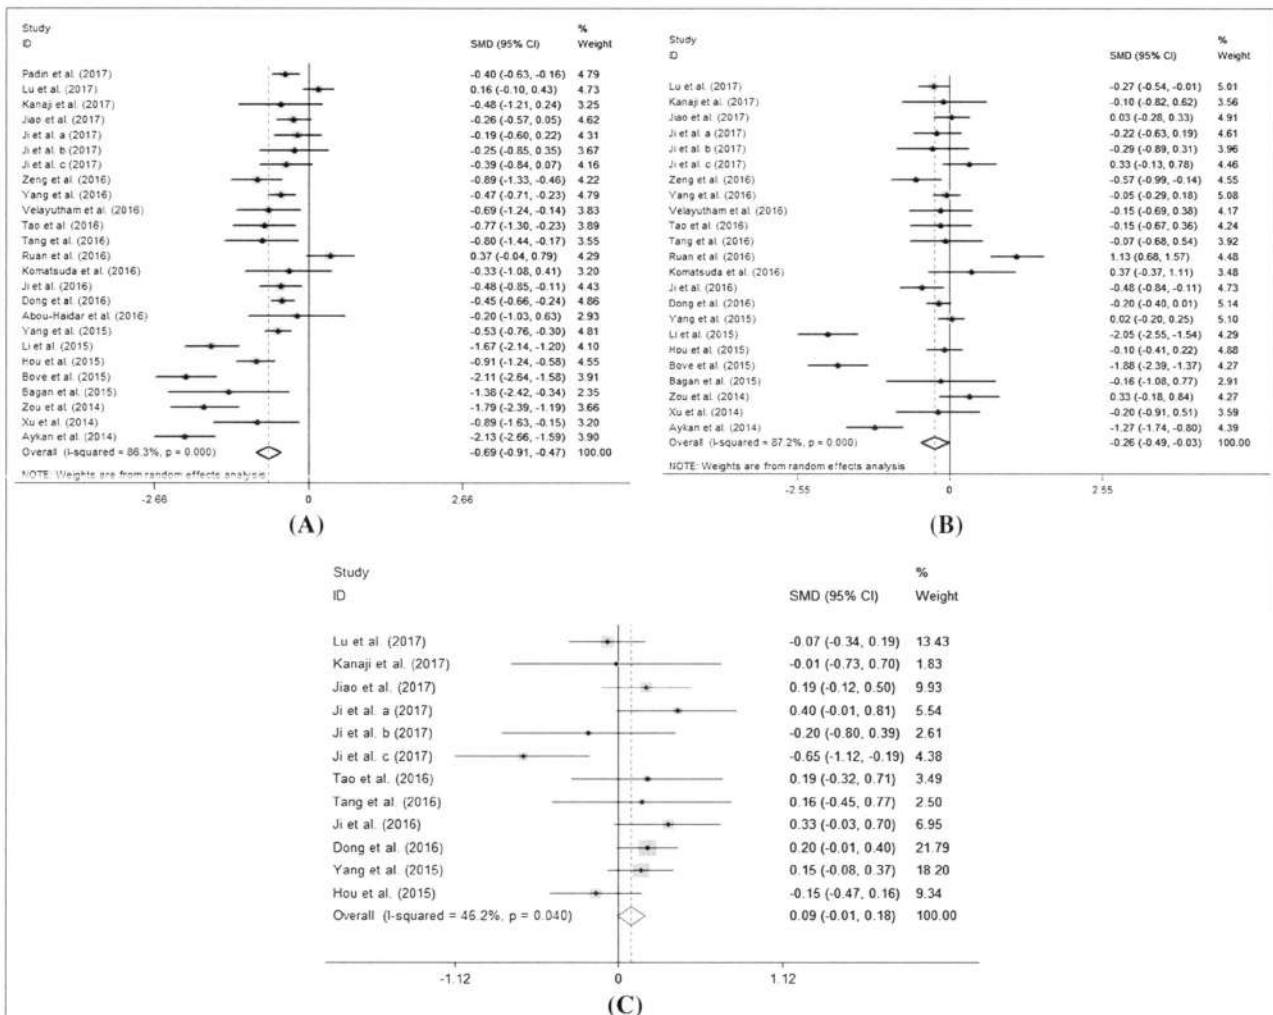 Study
ID SMD (95% CI) % Weight
Padin et al. (2017) -0.40 (-0.63, -0.16) 4.79
Lu et al. (2017) 0.16 (-0.10, 0.43) 4.73
Kanaji et al. (2017) -0.48 (-1.21, 0.24) 3.25
Jiao et al. (2017) -0.26 (-0.57, 0.05) 4.62
Ji et al. a (2017) -0.19 (-0.60, 0.22) 4.31
Ji et al. b (2017) -0.25 (-0.85, 0.35) 3.67
Ji et al. c (2017) -0.39 (-0.84, 0.07) 4.16
Zeng et al. (2016) -0.89 (-1.33, -0.46) 4.22
Yang et al. (2016) -0.47 (-0.71, -0.23) 4.79
Velayutham et al. (2016) -0.69 (-1.24, -0.14) 3.83
Tao et al. (2016) -0.77 (-1.30, -0.23) 3.89
Tang et al. (2016) -0.80 (-1.44, -0.17) 3.55
Ruan et al. (2016) 0.37 (-0.04, 0.79) 4.29
Komatsuda et al. (2016) -0.33 (-1.08, 0.41) 3.20
Ji et al. (2016) -0.48 (-0.85, -0.11) 4.43
Dong et al. (2016) -0.45 (-0.66, -0.24) 4.86
Abou-Haidar et al. (2016) -0.20 (-1.03, 0.63) 2.93
Yang et al. (2015) -0.53 (-0.76, -0.30) 4.81
Li et al. (2015) -1.67 (-2.14, -1.20) 4.10
Hou et al. (2015) -0.91 (-1.24, -0.58) 4.55
Bove et al. (2015) -2.11 (-2.64, -1.58) 3.91
Bagan et al. (2015) -1.38 (-2.42, -0.34) 2.35
Zou et al. (2014) -1.79 (-2.39, -1.19) 3.66
Xu et al. (2014) -0.89 (-1.63, -0.15) 3.20
Aykan et al. (2014) -2.13 (-2.66, -1.59) 3.90
Overall (I-squared = 86.3%, p = 0.000) -0.69 (-0.91, -0.47) 100.00
NOTE: Weights are from random effects analysis
-2.66 0 2.66
(A)
Study
ID SMD (95% CI) % Weight
Lu et al. (2017) -0.27 (-0.54, -0.01) 5.01
Kanaji et al. (2017) -0.10 (-0.82, 0.62) 3.56
Jiao et al. (2017) 0.03 (-0.28, 0.33) 4.91
Ji et al. a (2017) -0.22 (-0.63, 0.19) 4.61
Ji et al. b (2017) -0.29 (-0.89, 0.31) 3.96
Ji et al. c (2017) 0.33 (-0.13, 0.78) 4.46
Zeng et al. (2016) -0.57 (-0.99, -0.14) 4.55
Yang et al. (2016) -0.05 (-0.29, 0.18) 5.08
Velayutham et al. (2016) -0.15 (-0.69, 0.38) 4.17
Tao et al. (2016) -0.15 (-0.67, 0.36) 4.24
Tang et al. (2016) -0.07 (-0.68, 0.54) 3.92
Ruan et al. (2016) 1.13 (0.68, 1.57) 4.48
Komatsuda et al. (2016) 0.37 (-0.37, 1.11) 3.48
Ji et al. (2016) -0.48 (-0.84, -0.11) 4.73
Dong et al. (2016) -0.20 (-0.40, 0.01) 5.14
Yang et al. (2015) 0.02 (-0.20, 0.25) 5.10
Li et al. (2015) -2.05 (-2.55, -1.54) 4.29
Hou et al. (2015) -0.10 (-0.41, 0.22) 4.88
Bove et al. (2015) -1.88 (-2.39, -1.37) 4.27
Bagan et al. (2015) -0.16 (-1.08, 0.77) 2.91
Zou et al. (2014) 0.33 (-0.18, 0.84) 4.27
Xu et al. (2014) -0.20 (-0.91, 0.51) 3.59
Aykan et al. (2014) -1.27 (-1.74, -0.80) 4.39
Overall (I-squared = 87.2%, p = 0.000) -0.26 (-0.49, -0.03) 100.00
NOTE: Weights are from random effects analysis
-2.55 0 2.55
(B)
Study
ID SMD (95% CI) % Weight
Lu et al. (2017) -0.07 (-0.34, 0.19) 13.43
Kanaji et al. (2017) -0.01 (-0.73, 0.70) 1.83
Jiao et al. (2017) 0.19 (-0.12, 0.50) 9.93
Ji et al. a (2017) 0.40 (-0.01, 0.81) 5.54
Ji et al. b (2017) -0.20 (-0.80, 0.39) 2.61
Ji et al. c (2017) -0.65 (-1.12, -0.19) 4.38
Tao et al. (2016) 0.19 (-0.32, 0.71) 3.49
Tang et al. (2016) 0.16 (-0.45, 0.77) 2.50
Ji et al. (2016) 0.33 (-0.03, 0.70) 6.95
Dong et al. (2016) 0.20 (-0.01, 0.40) 21.79
Yang et al. (2015) 0.15 (-0.08, 0.37) 18.20
Hou et al. (2015) -0.15 (-0.47, 0.16) 9.34
Overall (I-squared = 46.2%, p = 0.040) 0.09 (-0.01, 0.18) 100.00
-1.12 0 1.12
(C)